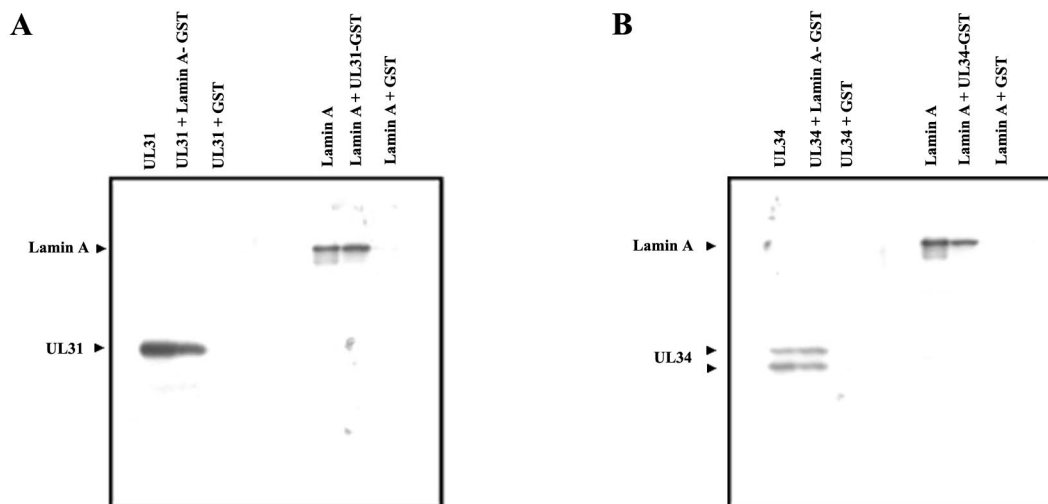 A
UL31
UL31 + Lamin A- GST
UL31 + GST
Lamin A
Lamin A + UL31-GST
Lamin A + GST
Lamin A
UL31
B
UL34
UL34 + Lamin A- GST
UL34 + GST
Lamin A
Lamin A + UL34-GST
Lamin A + GST
Lamin A
UL34